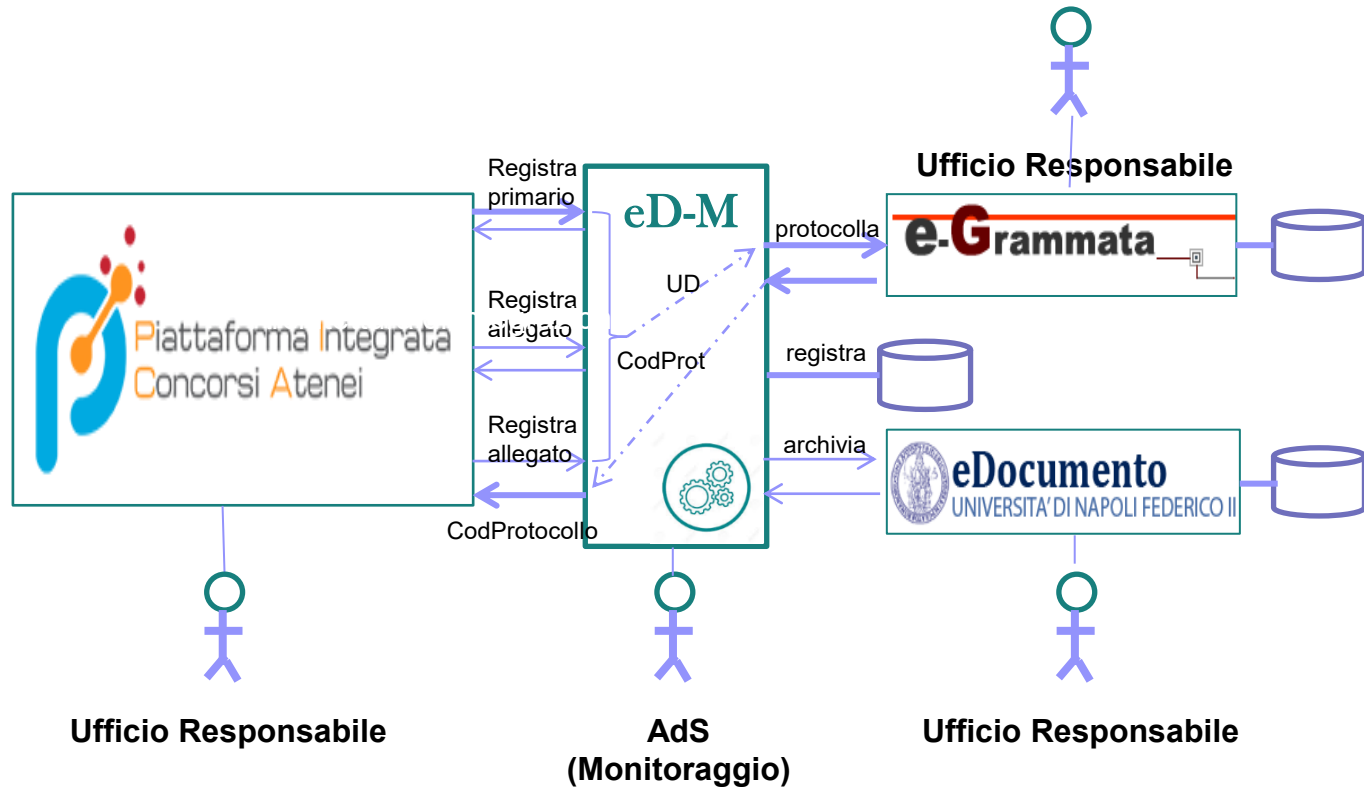 Ufficio Responsabile
Registra
primario
eD-M
protocolla
e-Grammata
UD
Registra
allegato
Piattaforma Integrata
Concorsi Atenei
CodProt
registra
Registra
allegato
archivia
eDocumento
UNIVERSITA' DI NAPOLI FEDERICO II
CodProtocollo
Ufficio Responsabile
AdS
(Monitoraggio)
Ufficio Responsabile